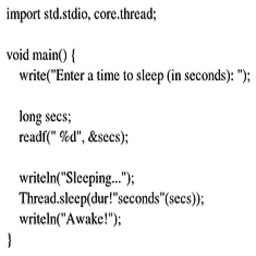 import std.stdio, core.thread;

void main() {
    write("Enter a time to sleep (in seconds): ");

    long secs;
    readf(" %d", &secs);

    writeln("Sleeping...");
    Thread.sleep(dur!"seconds"(secs));
    writeln("Awake!");
}